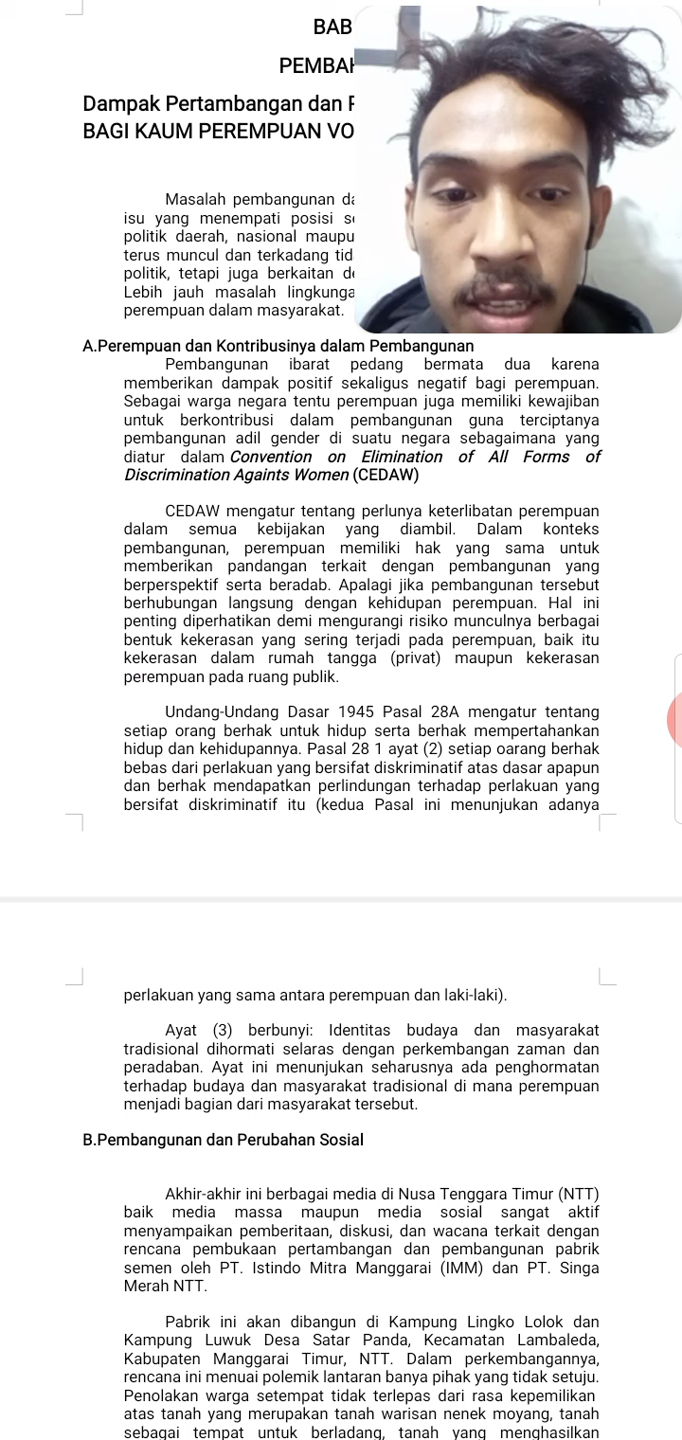 BAB
Dampak Pertambangan dan
BAGI KAUM PEREMPUAN
Masalah pembangunan
isu yang menempati posisi
politik daerah, nasional
terus muncul dan terkadang
politik, tetapi juga berkaitan
Lebih jauh masalah
perempuan dalam masyarakat.
A.Perempuan dan Kontribusinya dalam Pembangunan
Pembangunan ibarat pedang bermata dua karena
memberikan dampak positif sekaligus negatif bagi perempuan.
Sebagai warga negara tentu perempuan juga memiliki kewajiban
untuk berkontribusi dalam pembangunan guna terciptanya
pembangunan adil gender di suatu negara sebagaimana yang
diatur dalam Convention on Elimination of All Forms of
Discrimination Againts Women (CEDAW)
CEDAW mengatur tentang perlunya keterlibatan perempuan
dalam semua kebijakan yang diambil. Dalam konteks
pembangunan, perempuan memiliki hak yang sama untuk
memberikan pandangan terkait dengan pembangunan yang
berperspektif serta beradab. Apalagi jika pembangunan tersebut
berhubungan langsung dengan kehidupan perempuan. Hal ini
penting diperhatikan demi mengurangi risiko munculnya berbagai
bentuk kekerasan yang sering terjadi pada perempuan, baik itu
kekerasan dalam rumah tangga (privat) maupun kekerasan
perempuan pada ruang publik.
Undang-Undang Dasar 1945 Pasal 28A mengatur tentang
setiap orang berhak untuk hidup serta berhak mempertahankan
hidup dan kehidupannya. Pasal 28 1 ayat (2) setiap oarang berhak
bebas dari perlakuan yang bersifat diskriminatif atas dasar apapun
dan berhak mendapatkan perlindungan terhadap perlakuan yang
bersifat diskriminatif itu (kedua Pasal ini menunjukan adanya
perlakuan yang sama antara perempuan dan laki-laki).
Ayat (3) berbunyi: Identitas budaya dan masyarakat
tradisional dihormati selaras dengan perkembangan zaman dan
peradaban. Ayat ini menunjukan seharusnya ada penghormatan
terhadap budaya dan masyarakat tradisional di mana perempuan
menjadi bagian dari masyarakat tersebut.
B.Pembangunan dan Perubahan Sosial
Akhir-akhir ini berbagai media di Nusa Tenggara Timur (NTT)
baik media massa maupun media sosial sangat aktif
menyampaikan pemberitaan, diskusi, dan wacana terkait dengan
rencana pembukaan pertambangan dan pembangunan pabrik
semen oleh PT. Istindo Mitra Manggarai (IMM) dan PT. Singa
Merah NTT.
Pabrik ini akan dibangun di Kampung Lingko Lolok dan
Kampung Luwuk Desa Satar Panda, Kecamatan Lambaleda,
Kabupaten Manggarai Timur, NTT. Dalam perkembangannya,
rencana ini menuai polemik lantaran banya pihak yang tidak setuju.
Penolakan warga setempat tidak terlepas dari rasa kepemilikan
atas tanah yang merupakan tanah warisan nenek moyang, tanah
sebagai tempat untuk berladang, tanah yang menghasilkan